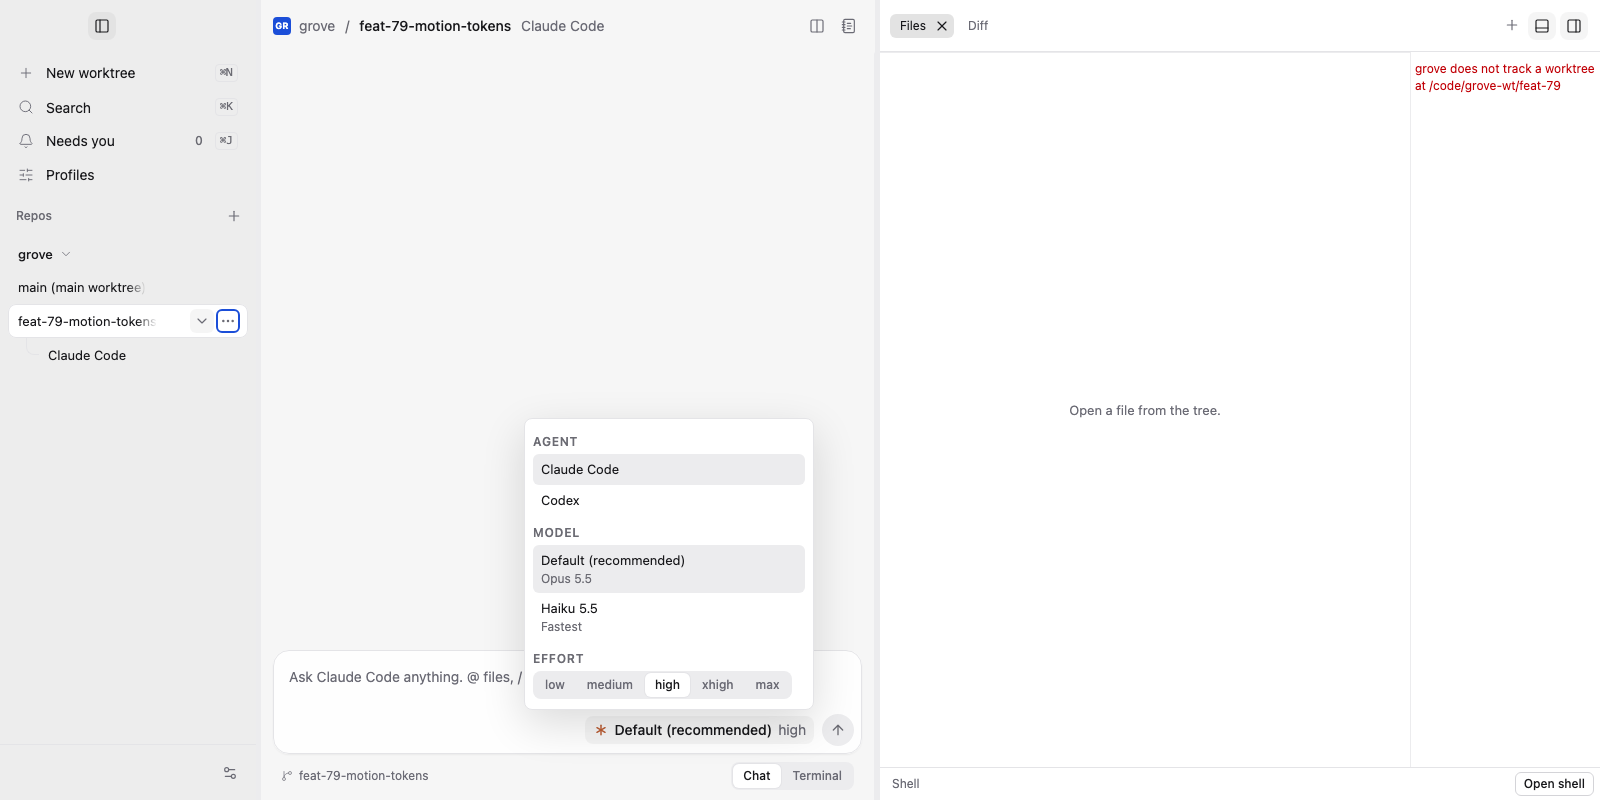 New worktree ⌘N
Search ⌘K
Needs you 0 ⌘J
Profiles
Repos
grove
main (main worktree)
feat-79-motion-tokens
Claude Code
GR grove / feat-79-motion-tokens Claude Code
AGENT
Claude Code
Codex
MODEL
Default (recommended)
Opus 5.5
Haiku 5.5
Fastest
EFFORT
low medium high xhigh max
Ask Claude Code anything. @ files, /
Default (recommended) high
feat-79-motion-tokens
Chat Terminal
Files Diff
Open a file from the tree.
grove does not track a worktree
at /code/grove-wt/feat-79
Shell
Open shell